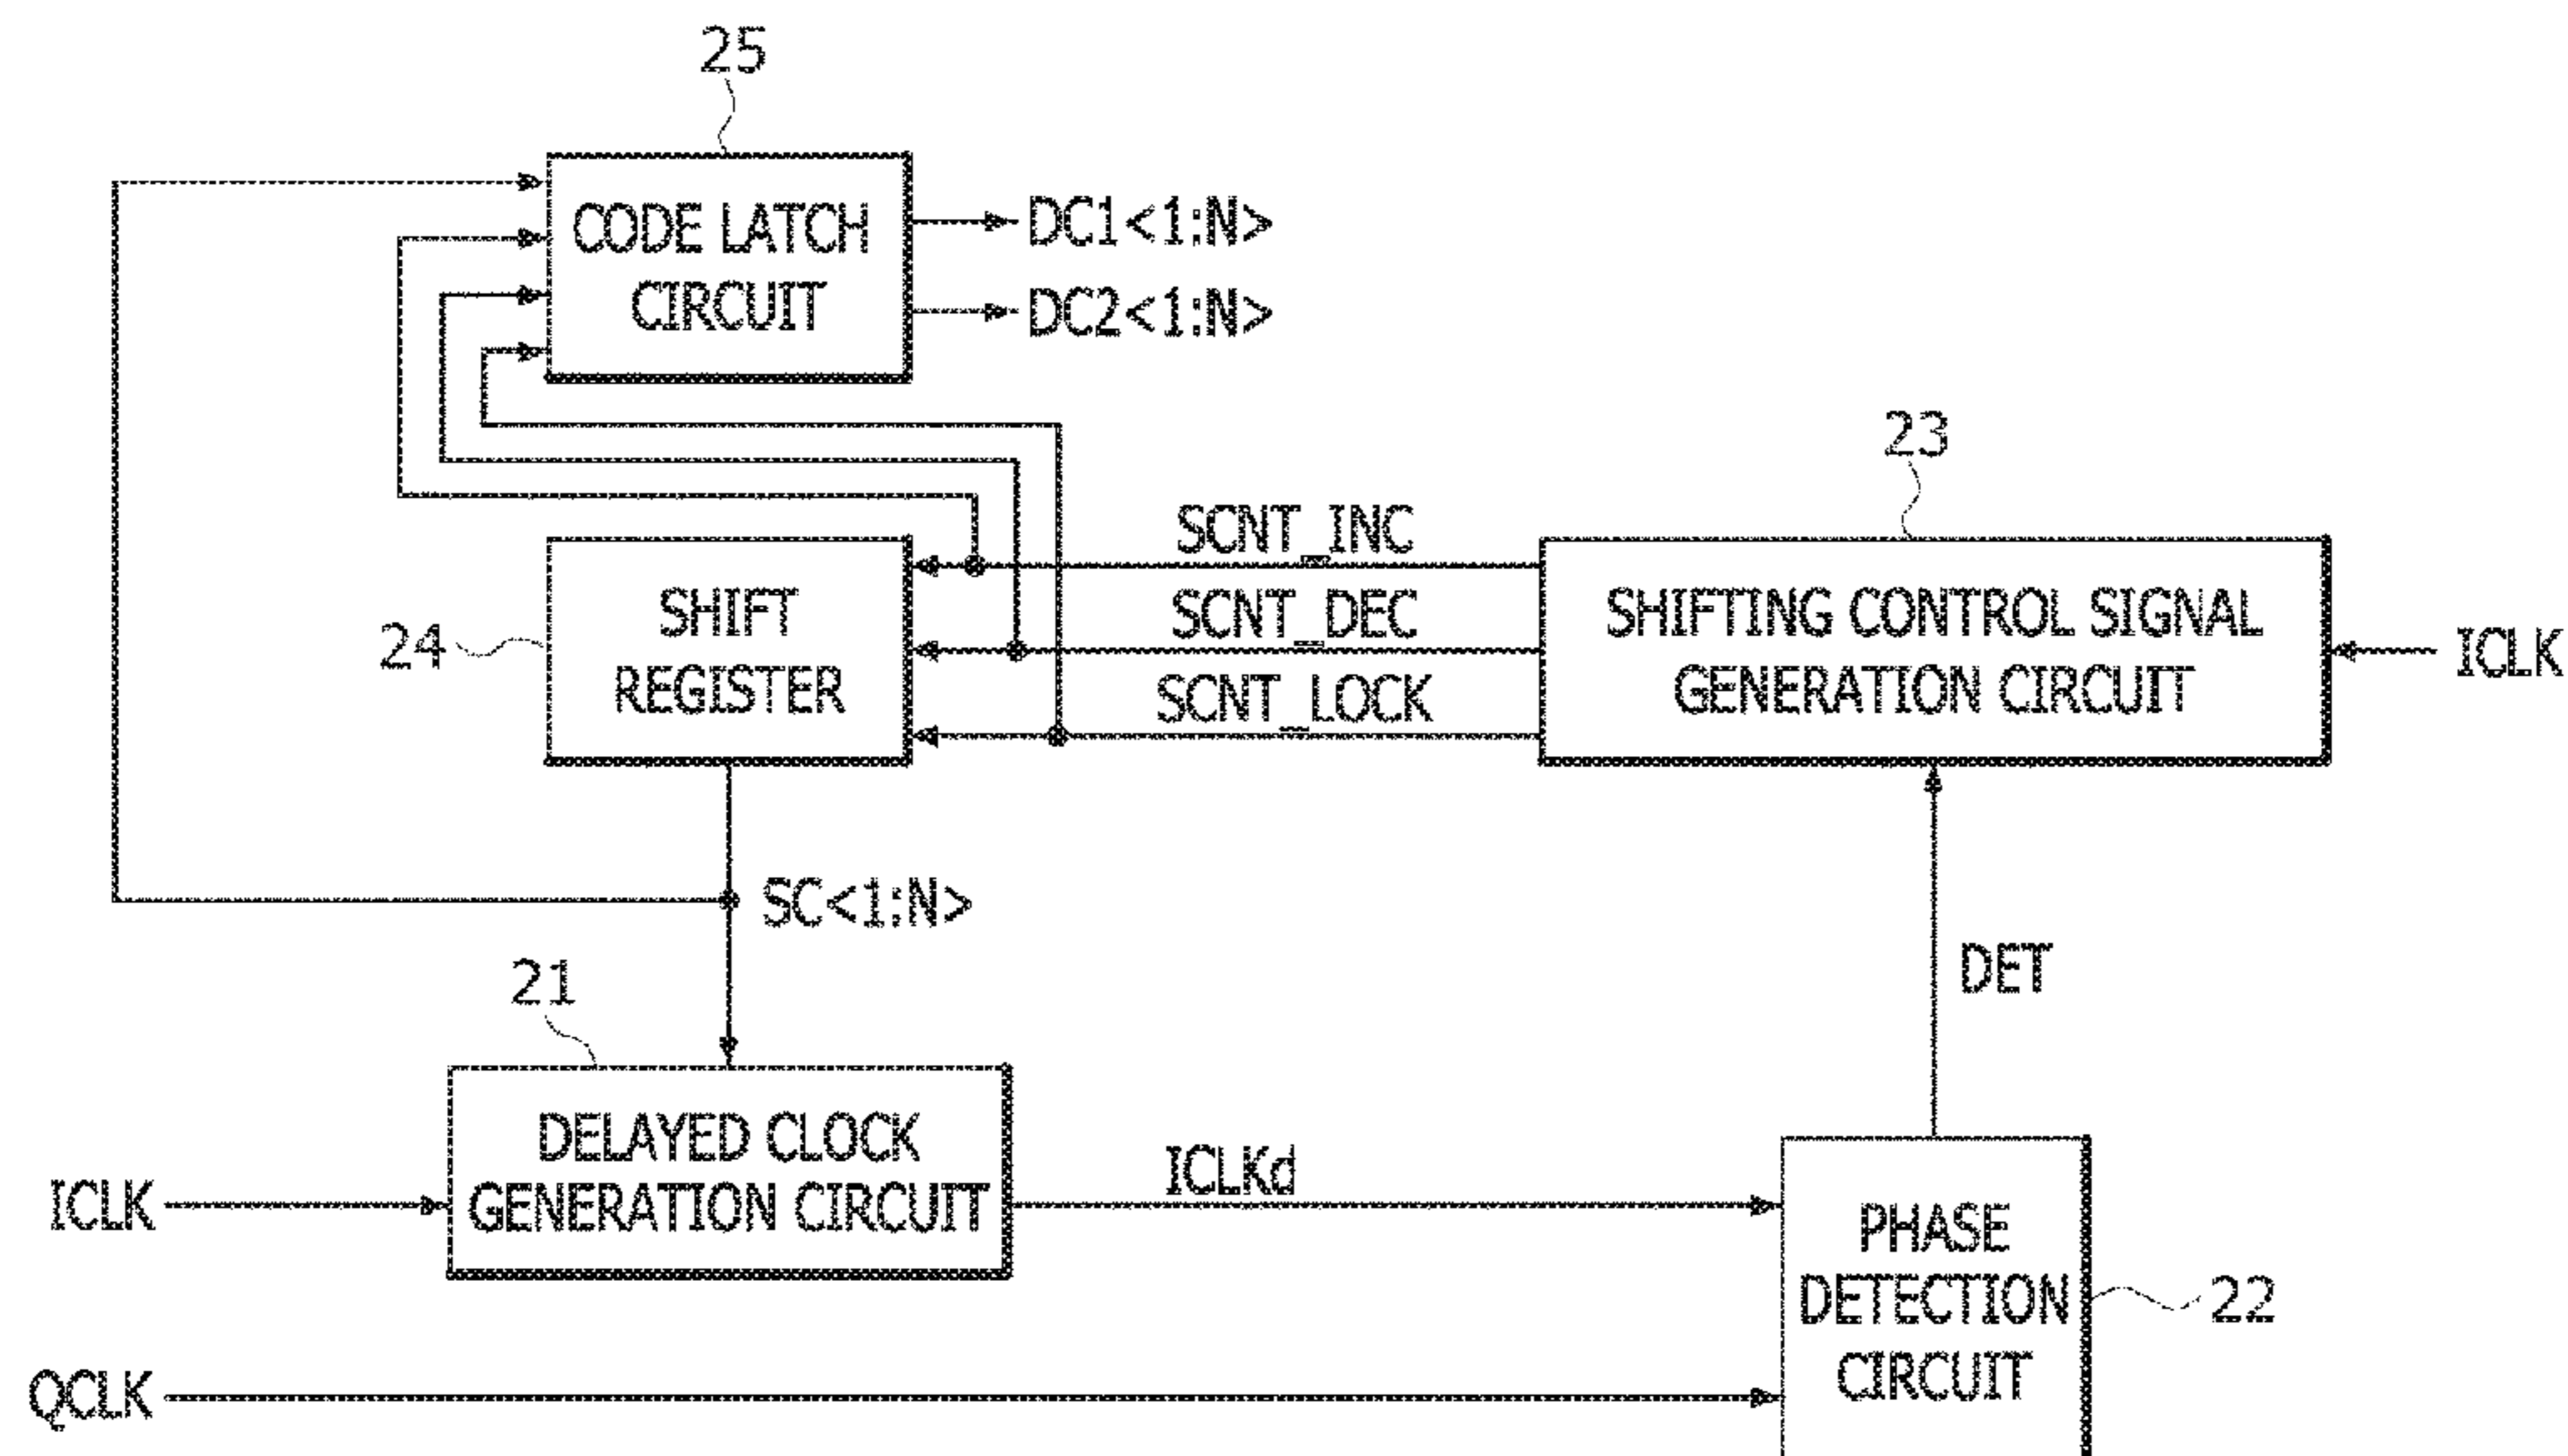 25
CODE LATCH
CIRCUIT
DC1<1:N>
DC2<1:N>
23
SCNT_INC
SCNT_DEC
SCNT_LOCK
24
SHIFT
REGISTER
SHIFTING CONTROL SIGNAL
GENERATION CIRCUIT
ICLK
SC<1:N>
DET
21
DELAYED CLOCK
GENERATION CIRCUIT
ICLK
ICLKd
PHASE
DETECTION
CIRCUIT
22
QCLK